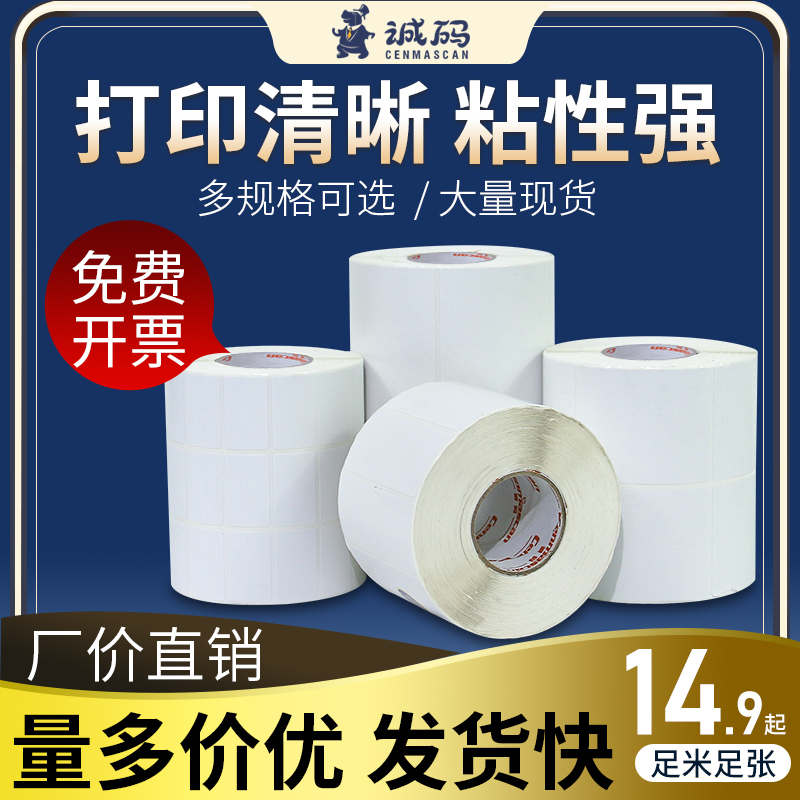 诚码
CENMASCAN
打印清晰 粘性强
多规格可选 / 大量现货
免费
开票
Cenmascan
厂价直销
量多价优 发货快
14.9起
足米足张